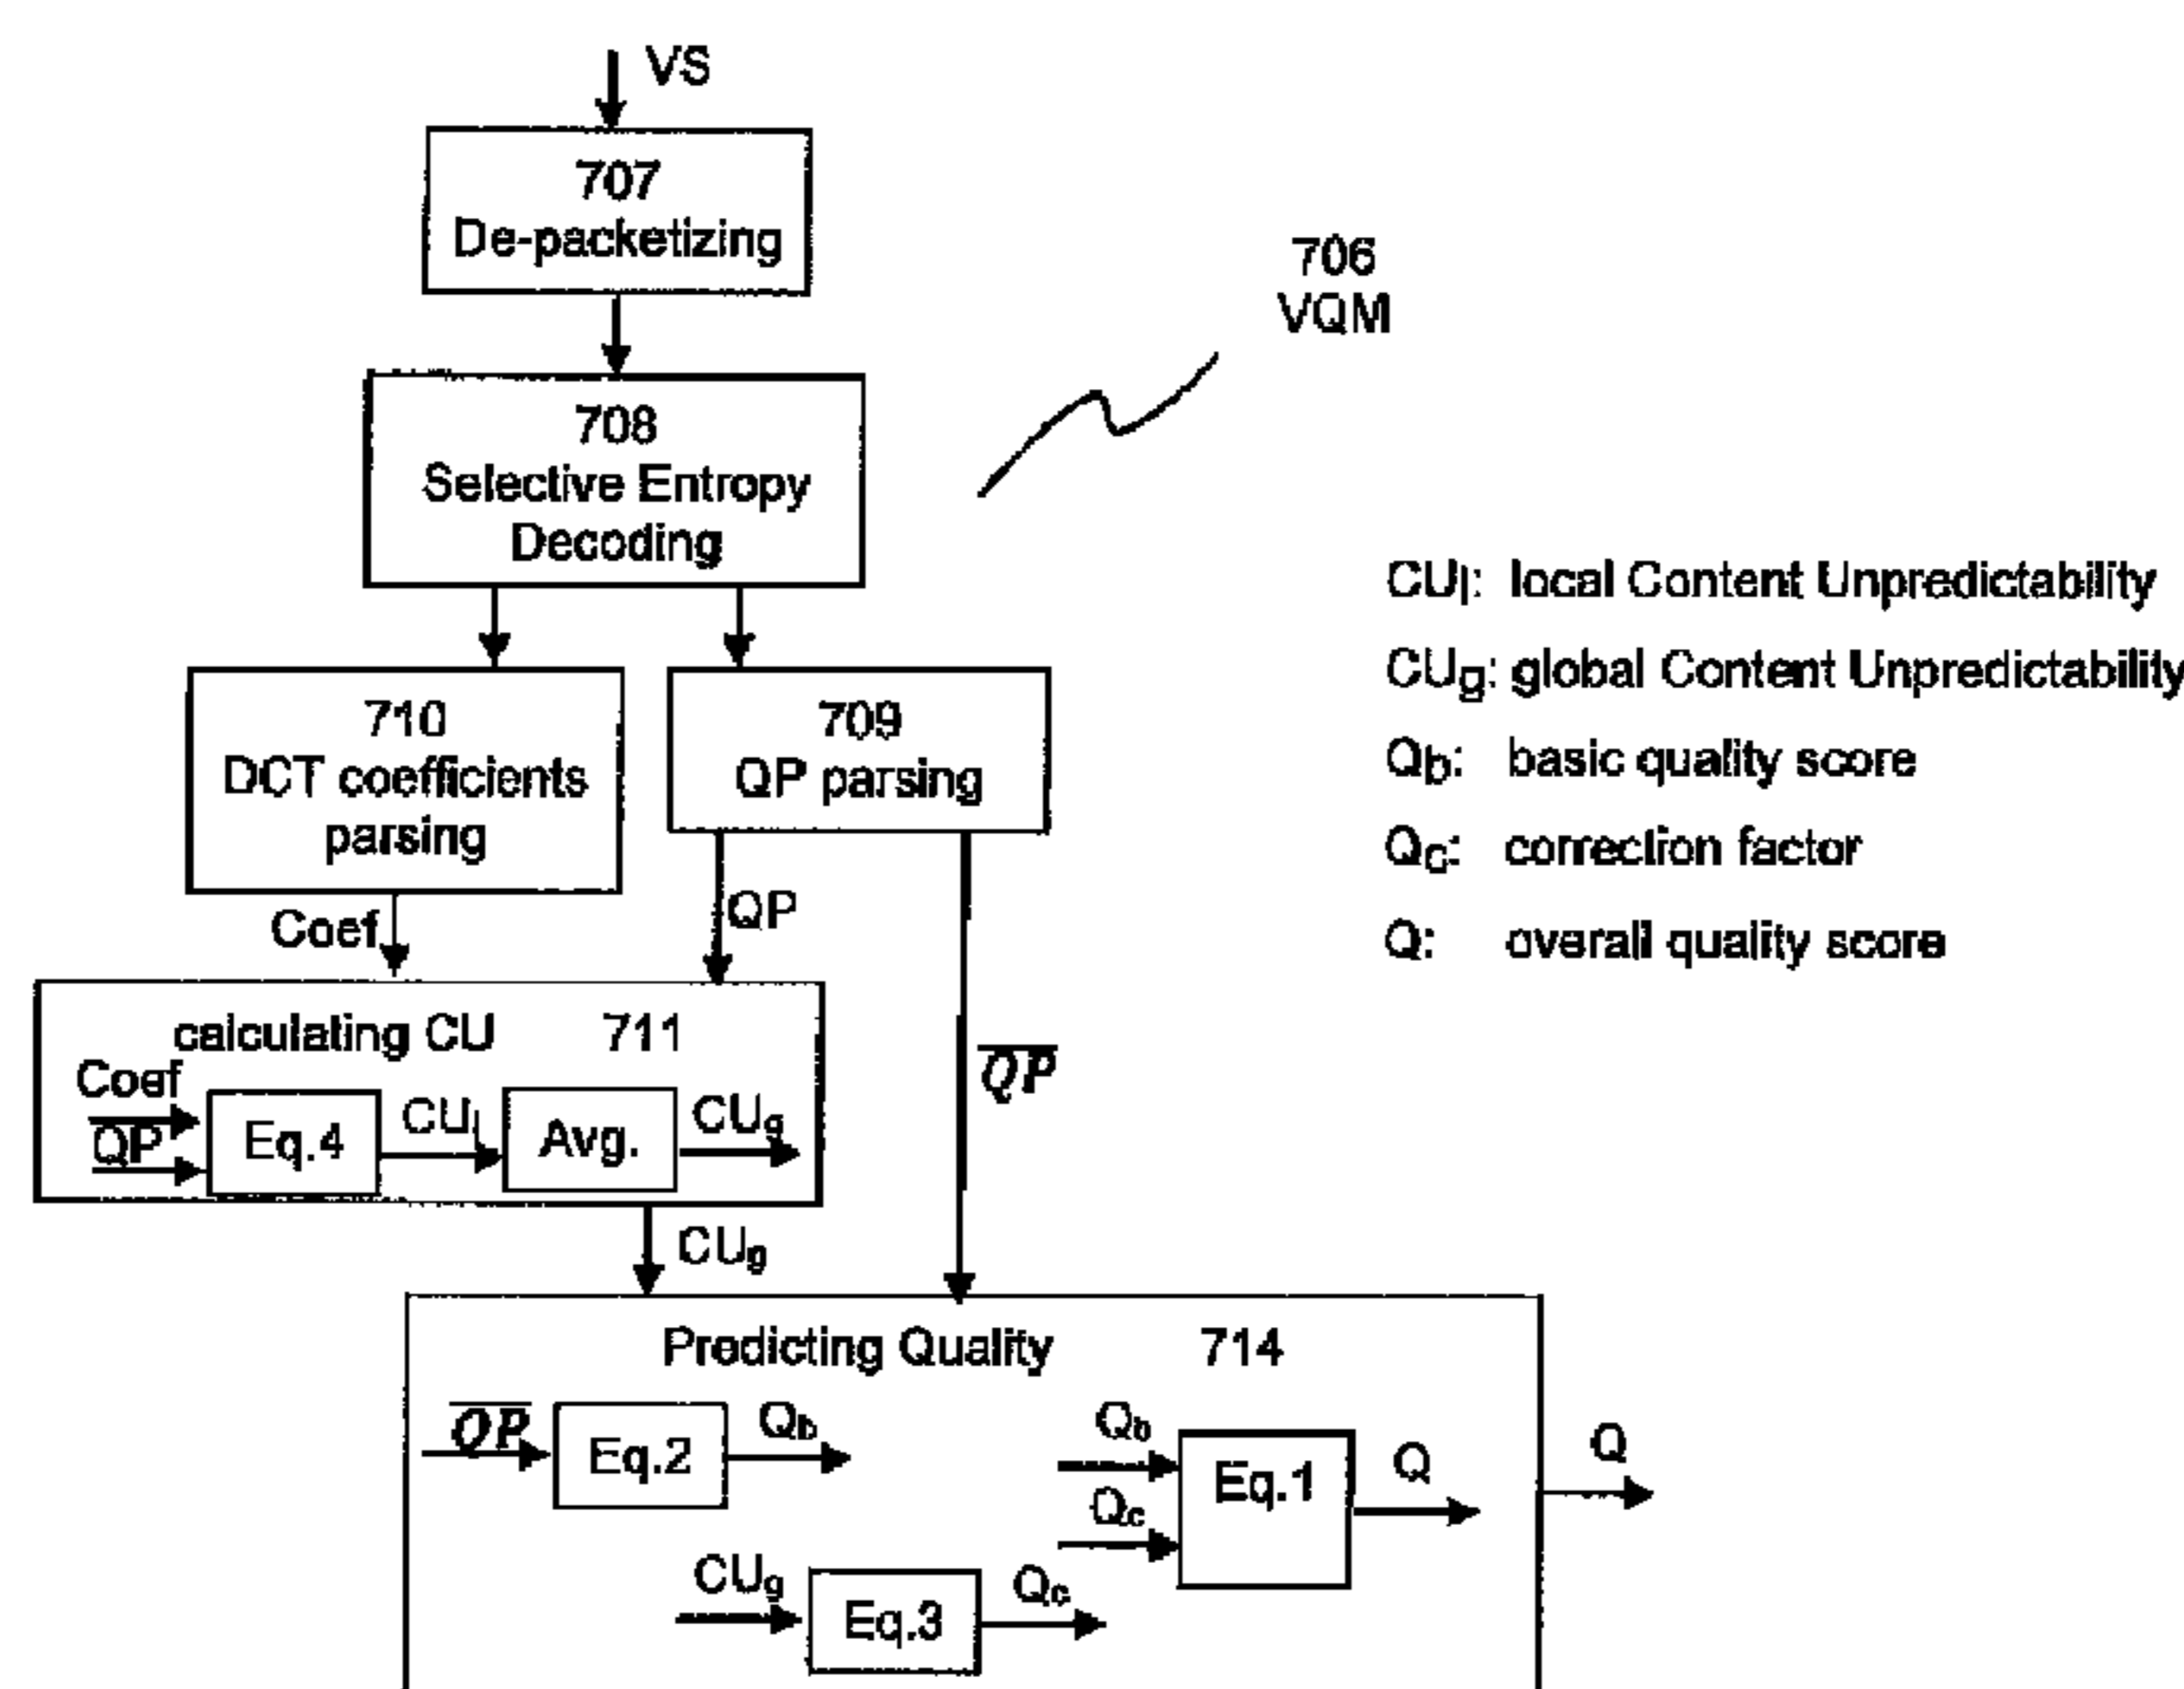 VS
707
De-packetizing
706
VQM
708
Selective Entropy
Decoding
CUl: local Content Unpredictability
CUg: global Content Unpredictability
Qb: basic quality score
Qc: correction factor
Q: overall quality score
710
DCT coefficients
parsing
709
QP parsing
Coef
QP
calculating CU 711
Coef
QP
Eq.4
CUl
Avg.
CUg
QP
CUg
Predicting Quality 714
QP
Eq.2
Qb
Qb
Qc
Eq.1
Q
Q
CUg
Eq.3
Qc